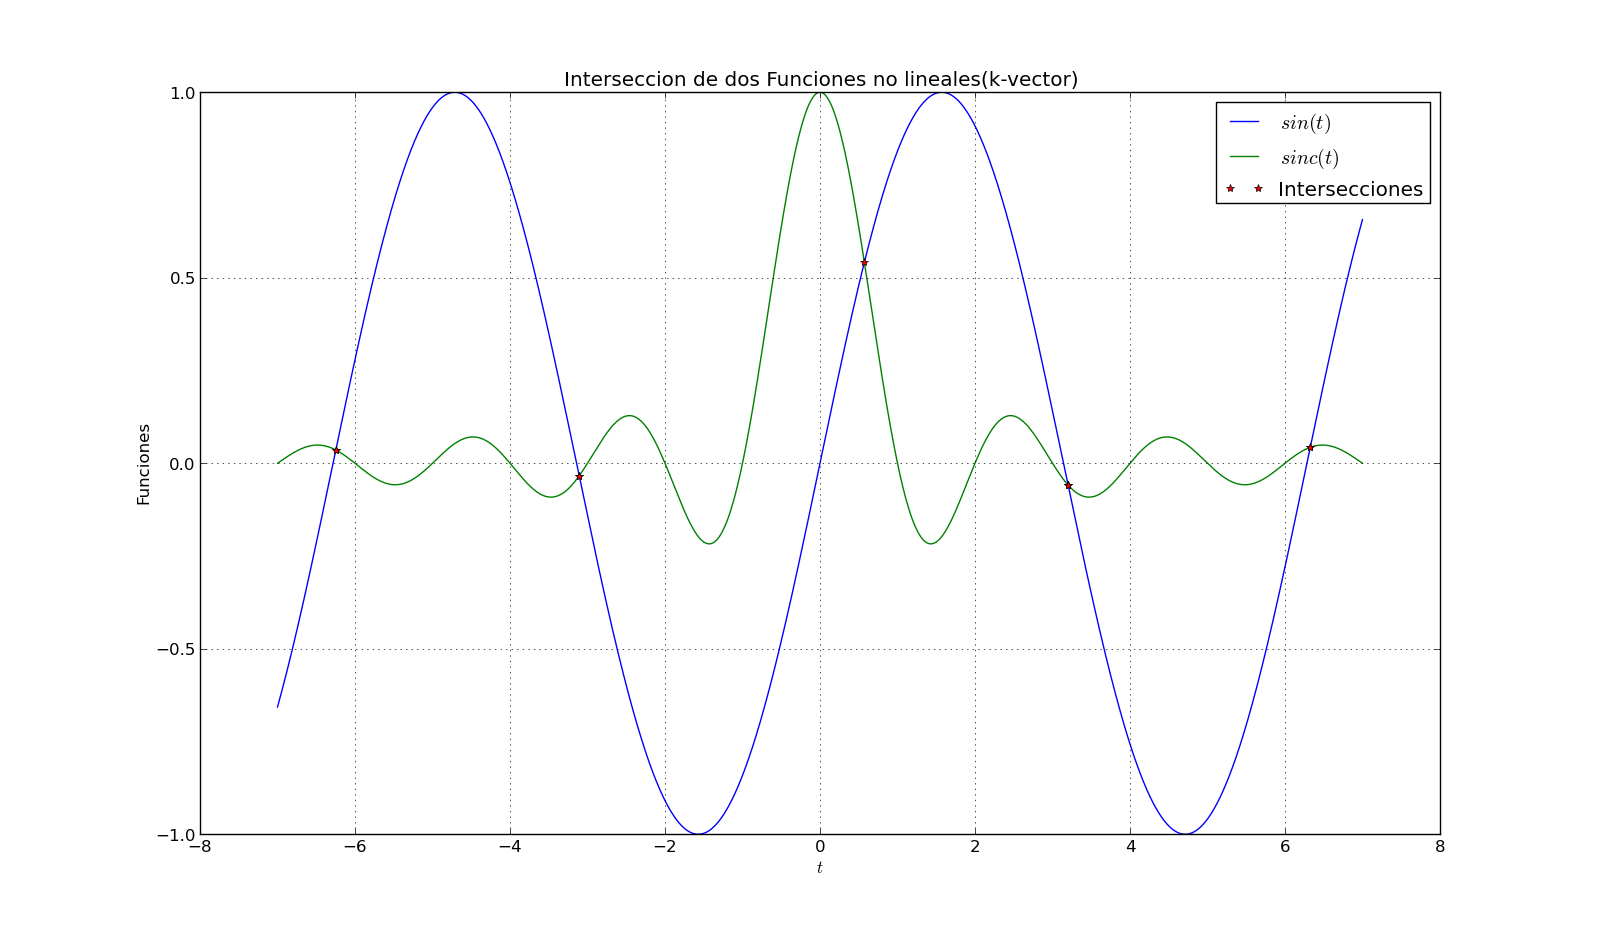 Interseccion de dos Funciones no lineales(k-vector)
1.0
0.5
0.0
−0.5
−1.0
Funciones
sin(t)
sinc(t)
Intersecciones
−8 −6 −4 −2 0 2 4 6 8
t